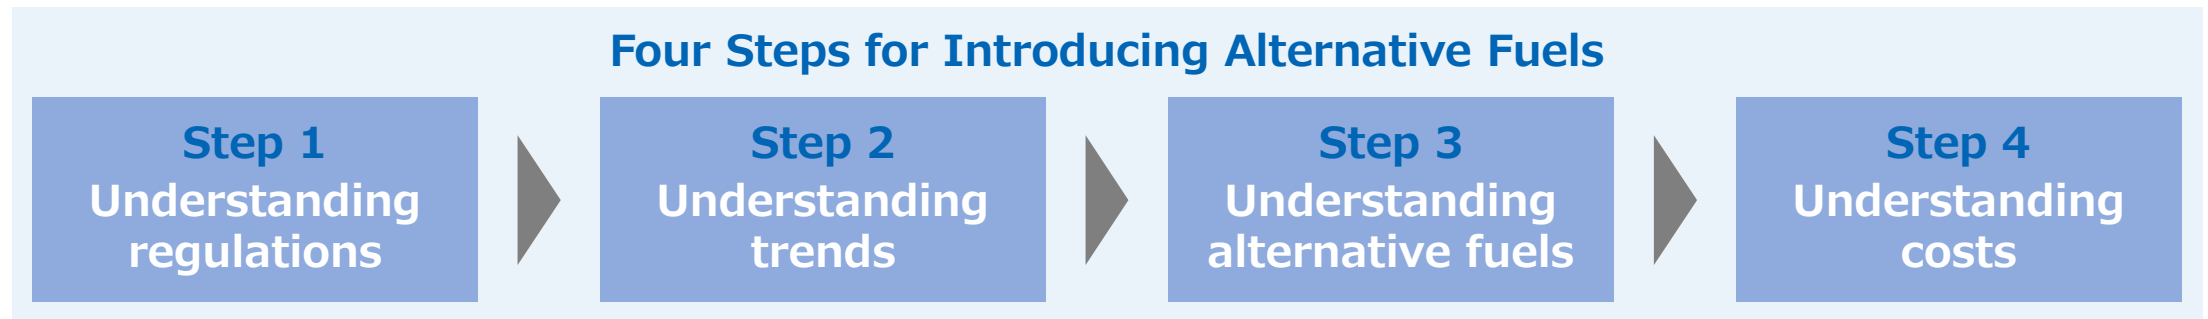 Four Steps for Introducing Alternative Fuels
Step 1
Understanding
regulations
Step 2
Understanding
trends
Step 3
Understanding
alternative fuels
Step 4
Understanding
costs